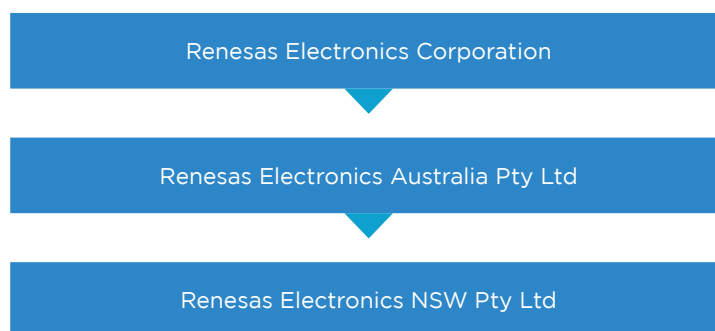 Renesas Electronics Corporation
Renesas Electronics Australia Pty Ltd
Renesas Electronics NSW Pty Ltd